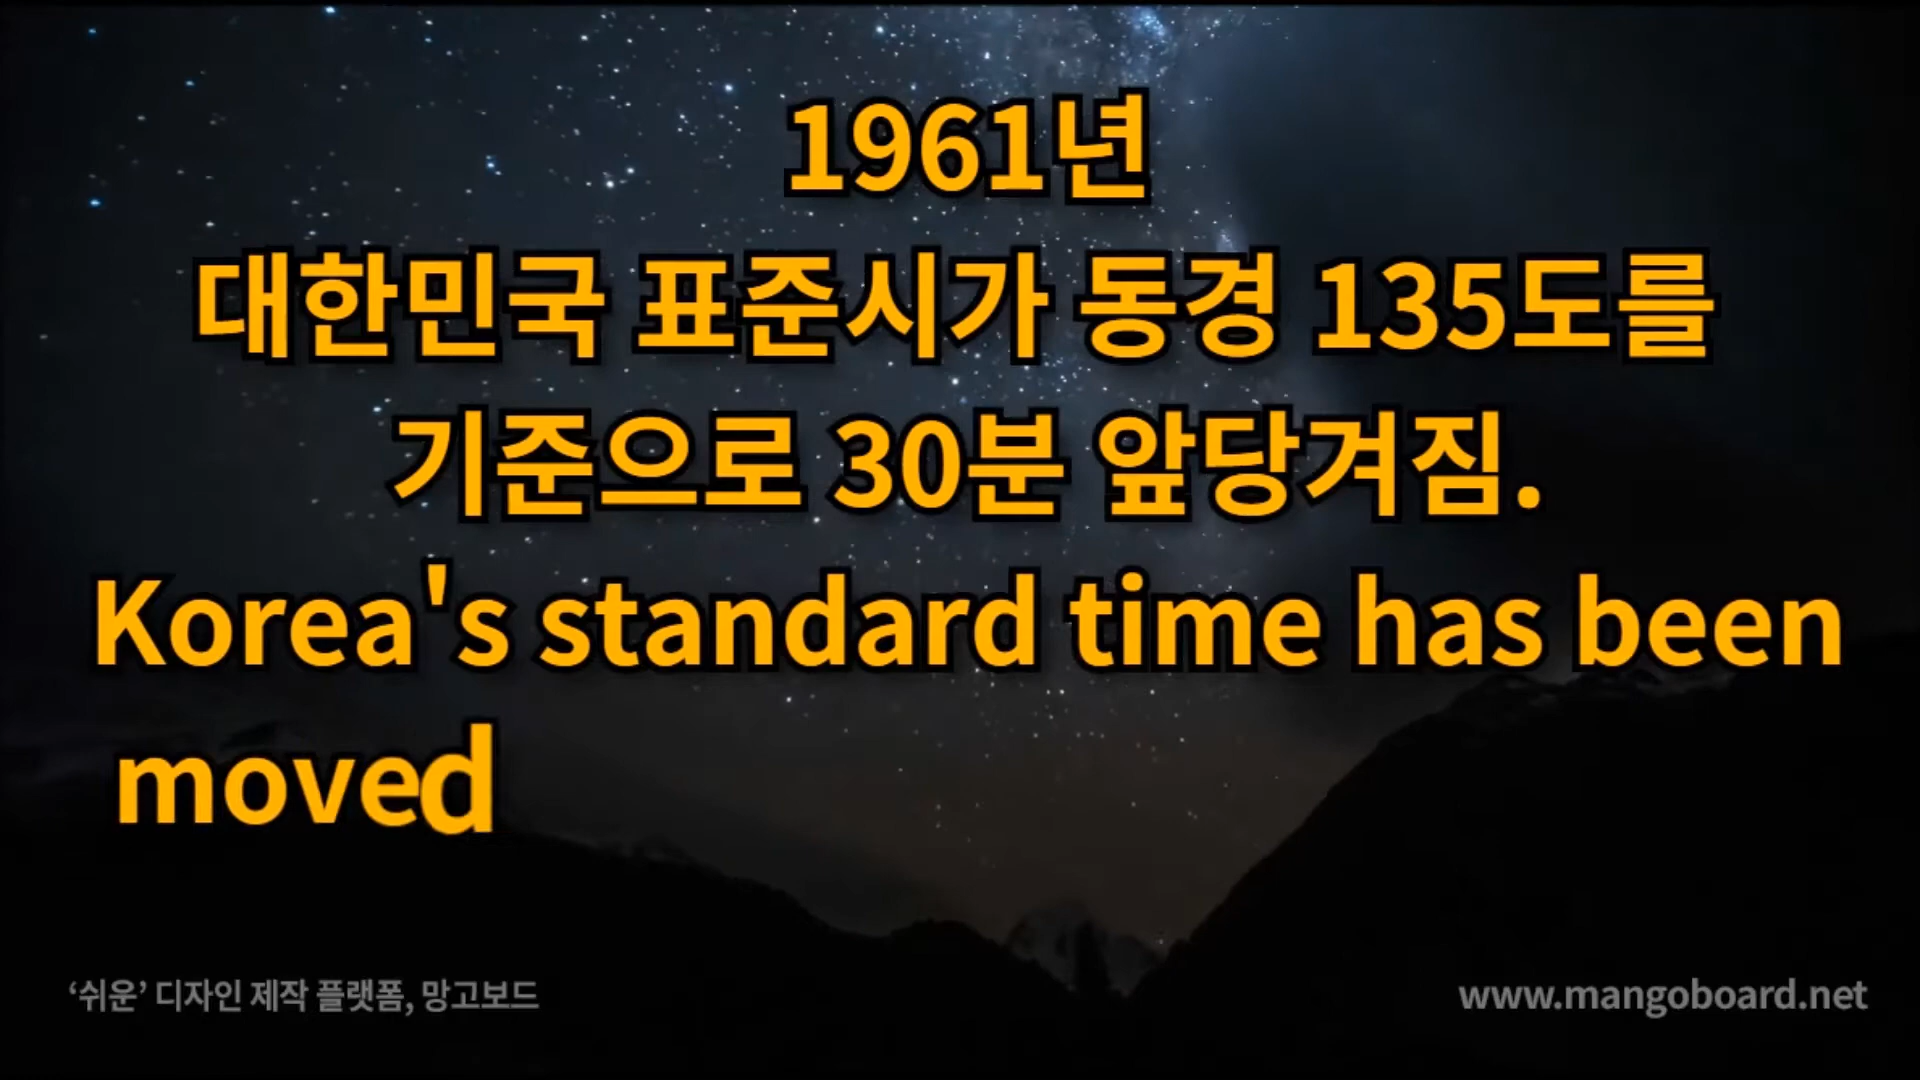 1961년
대한민국 표준시가 동경 135도를
기준으로 30분 앞당겨짐.
Korea's standard time has been
moved
‘쉬운’ 디자인 제작 플랫폼, 망고보드
www.mangoboard.net